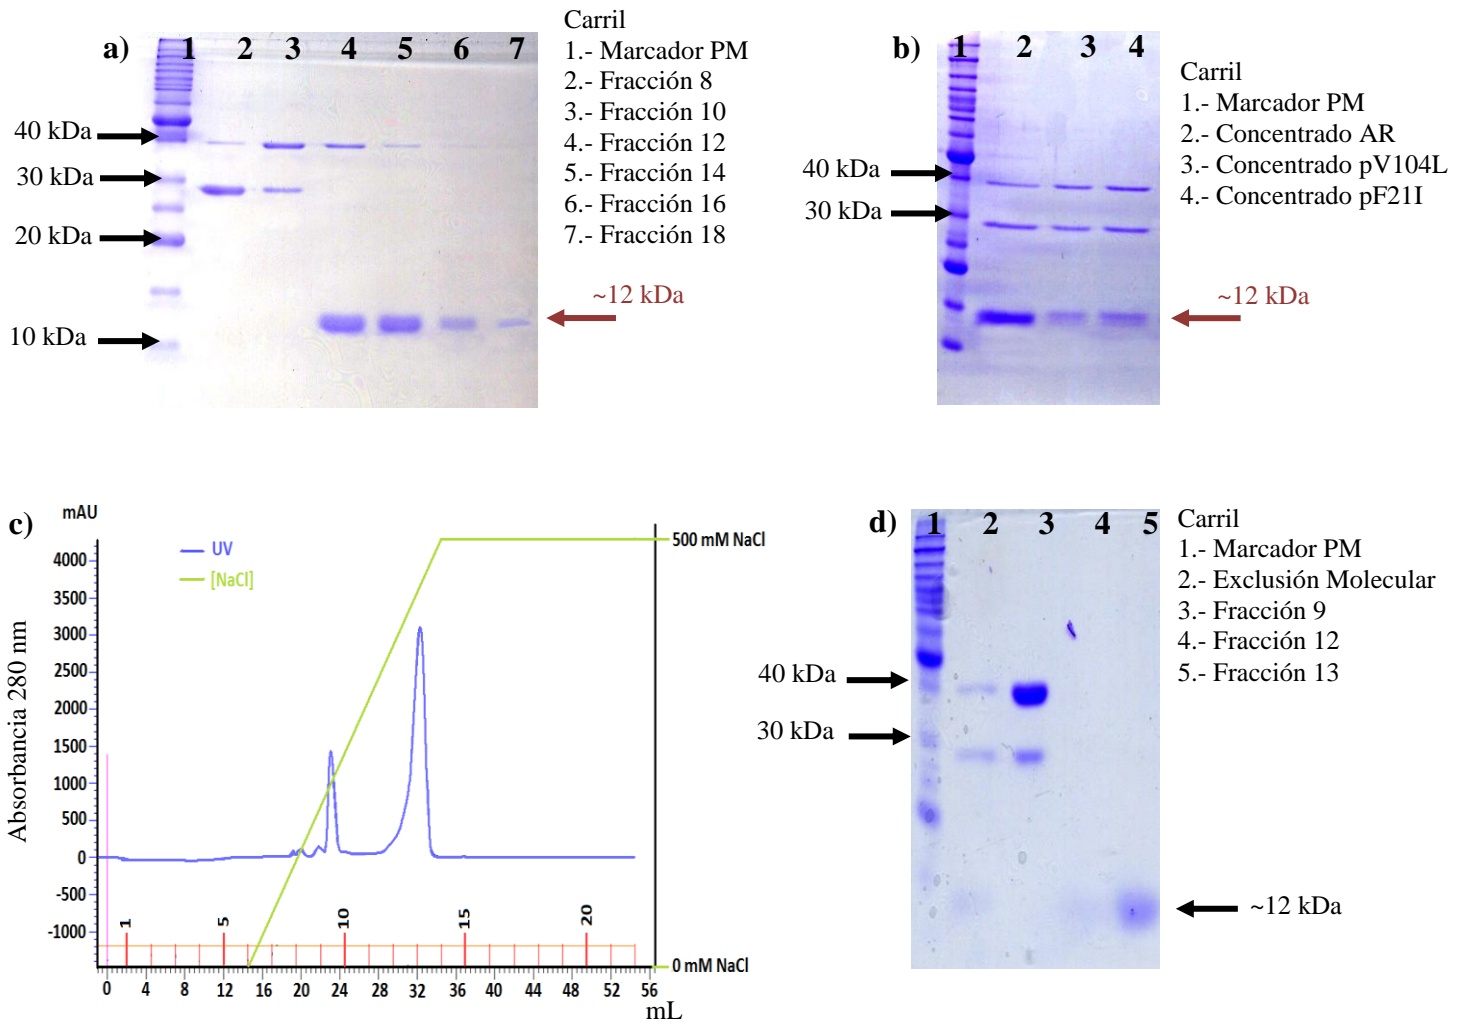 a)
1 2 3 4 5 6 7
40 kDa
30 kDa
20 kDa
10 kDa
~12 kDa
Carril
1.- Marcador PM
2.- Fracción 8
3.- Fracción 10
4.- Fracción 12
5.- Fracción 14
6.- Fracción 16
7.- Fracción 18
b)
1 2 3 4
40 kDa
30 kDa
~12 kDa
Carril
1.- Marcador PM
2.- Concentrado AR
3.- Concentrado pV104L
4.- Concentrado pF21I
c)
mAU
Absorbancia 280 nm
4000
3500
3000
2500
2000
1500
1000
500
0
-500
-1000
UV
[NaCl]
500 mM NaCl
0 mM NaCl
1 5 10 15 20
0 4 8 12 16 20 24 28 32 36 40 44 48 52 56
mL
d)
1 2 3 4 5
40 kDa
30 kDa
~12 kDa
Carril
1.- Marcador PM
2.- Exclusión Molecular
3.- Fracción 9
4.- Fracción 12
5.- Fracción 13